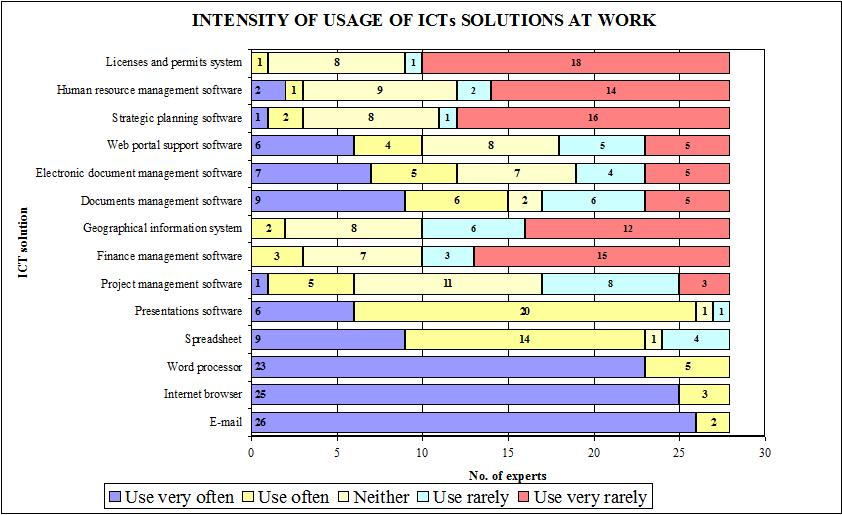 INTENSITY OF USAGE OF ICTs SOLUTIONS AT WORK
ICT solution
Licenses and permits system 1 8 1 18
Human resource management software 2 1 9 2 14
Strategic planning software 1 2 8 1 16
Web portal support software 6 4 8 5 5
Electronic document management software 7 5 7 4 5
Documents management software 9 6 2 6 5
Geographical information system 2 8 6 12
Finance management software 3 7 3 15
Project management software 1 5 11 8 3
Presentations software 6 20 1 1
Spreadsheet 9 14 1 4
Word processor 23 5
Internet browser 25 3
E-mail 26 2
0 5 10 15 20 25 30
No. of experts
Use very often Use often Neither Use rarely Use very rarely